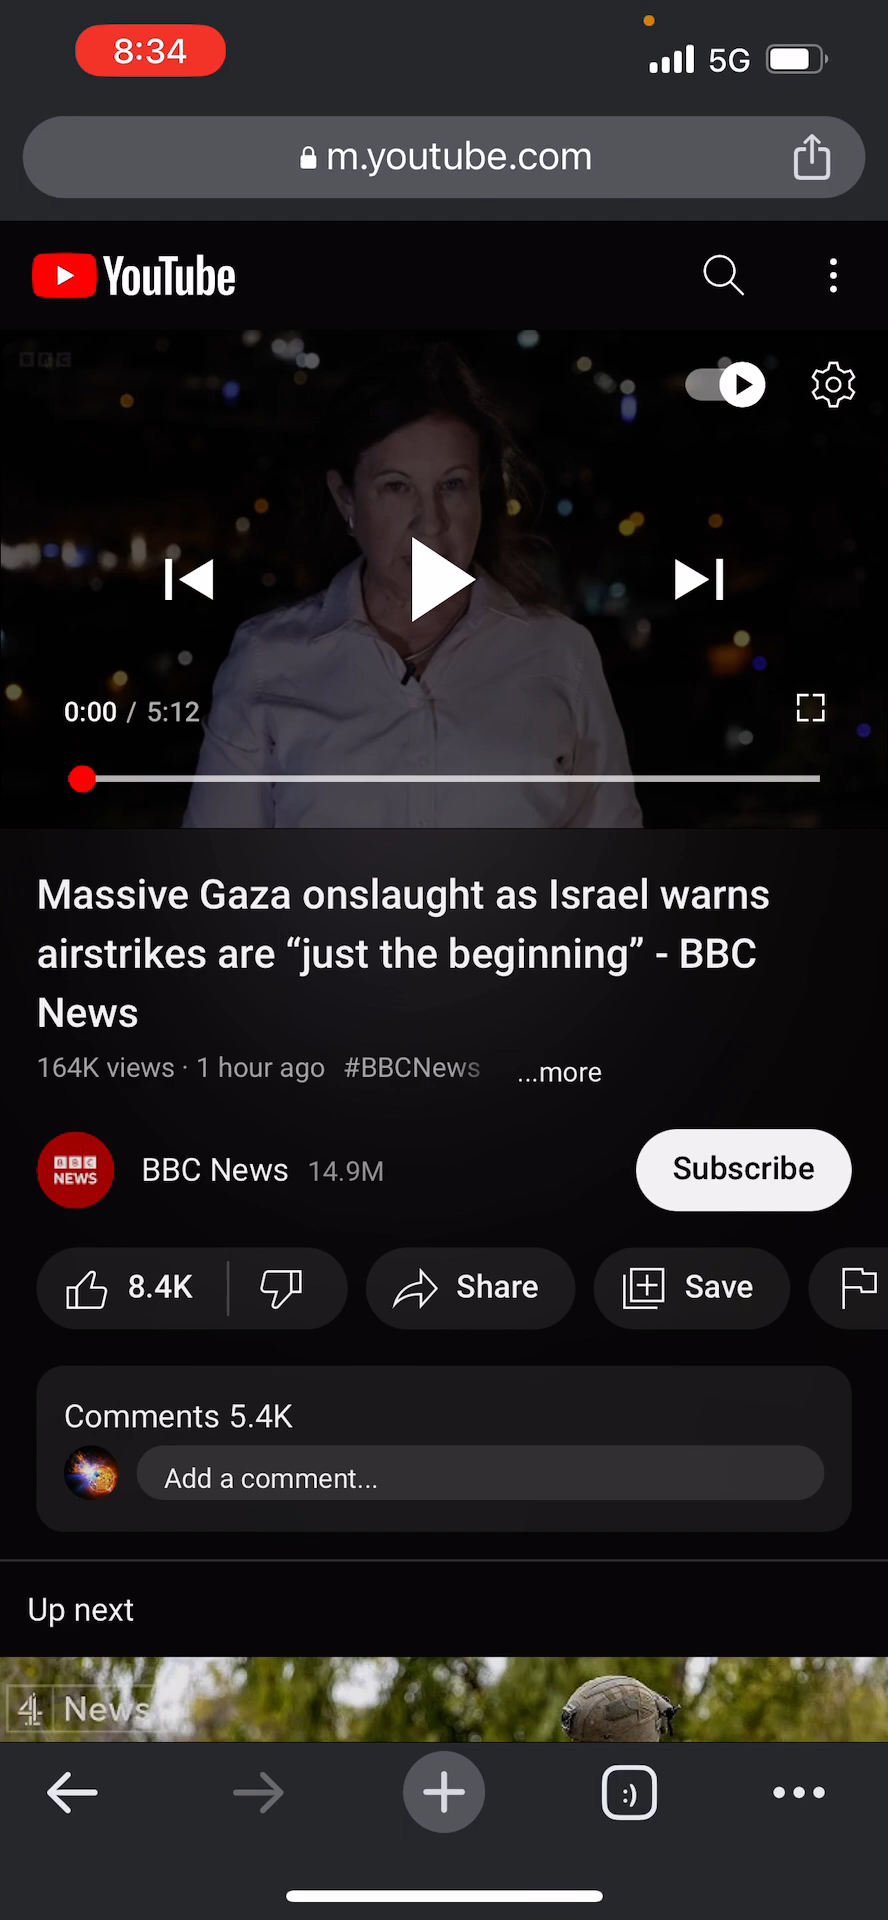 8:34
5G
m.youtube.com
YouTube
BBC
0:00 / 5:12
Massive Gaza onslaught as Israel warns
airstrikes are “just the beginning” - BBC
News
164K views · 1 hour ago #BBCNews ...more
BBC NEWS
BBC News 14.9M
Subscribe
8.4K
Share
Save
Comments 5.4K
Add a comment...
Up next
4 News
:)